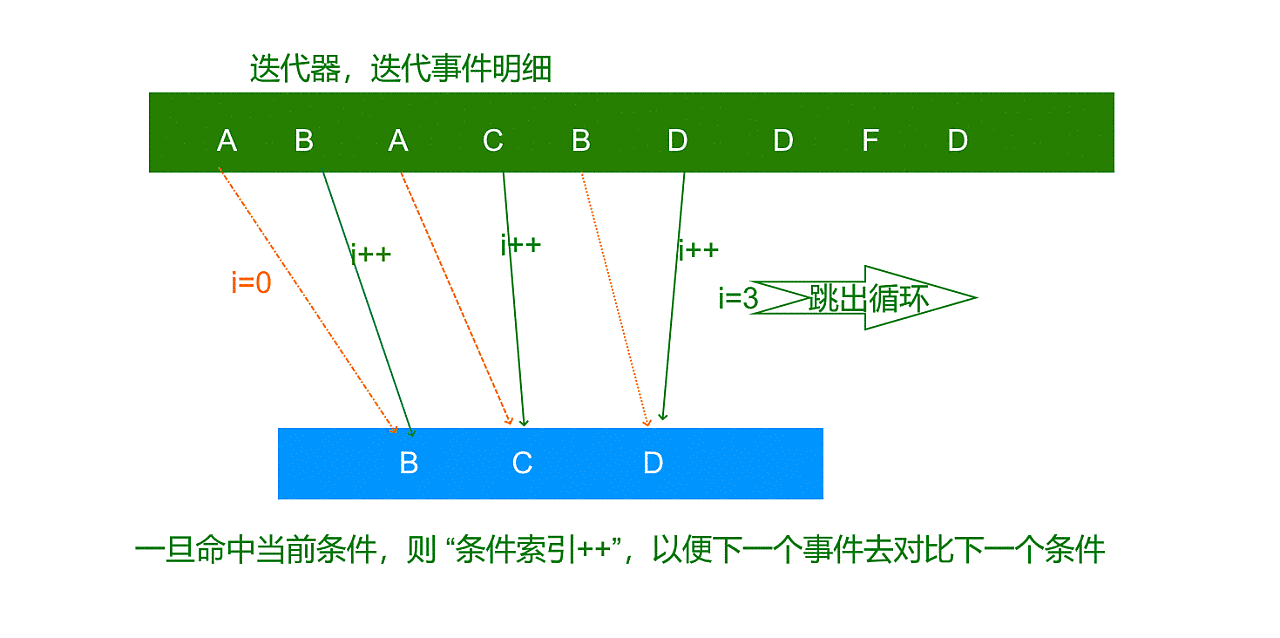 迭代器，迭代事件明细
A B A C B D D F D
i++ i++ i++
i=0 i=3 跳出循环
B C D
一旦命中当前条件，则 “条件索引++”，以便下一个事件去对比下一个条件